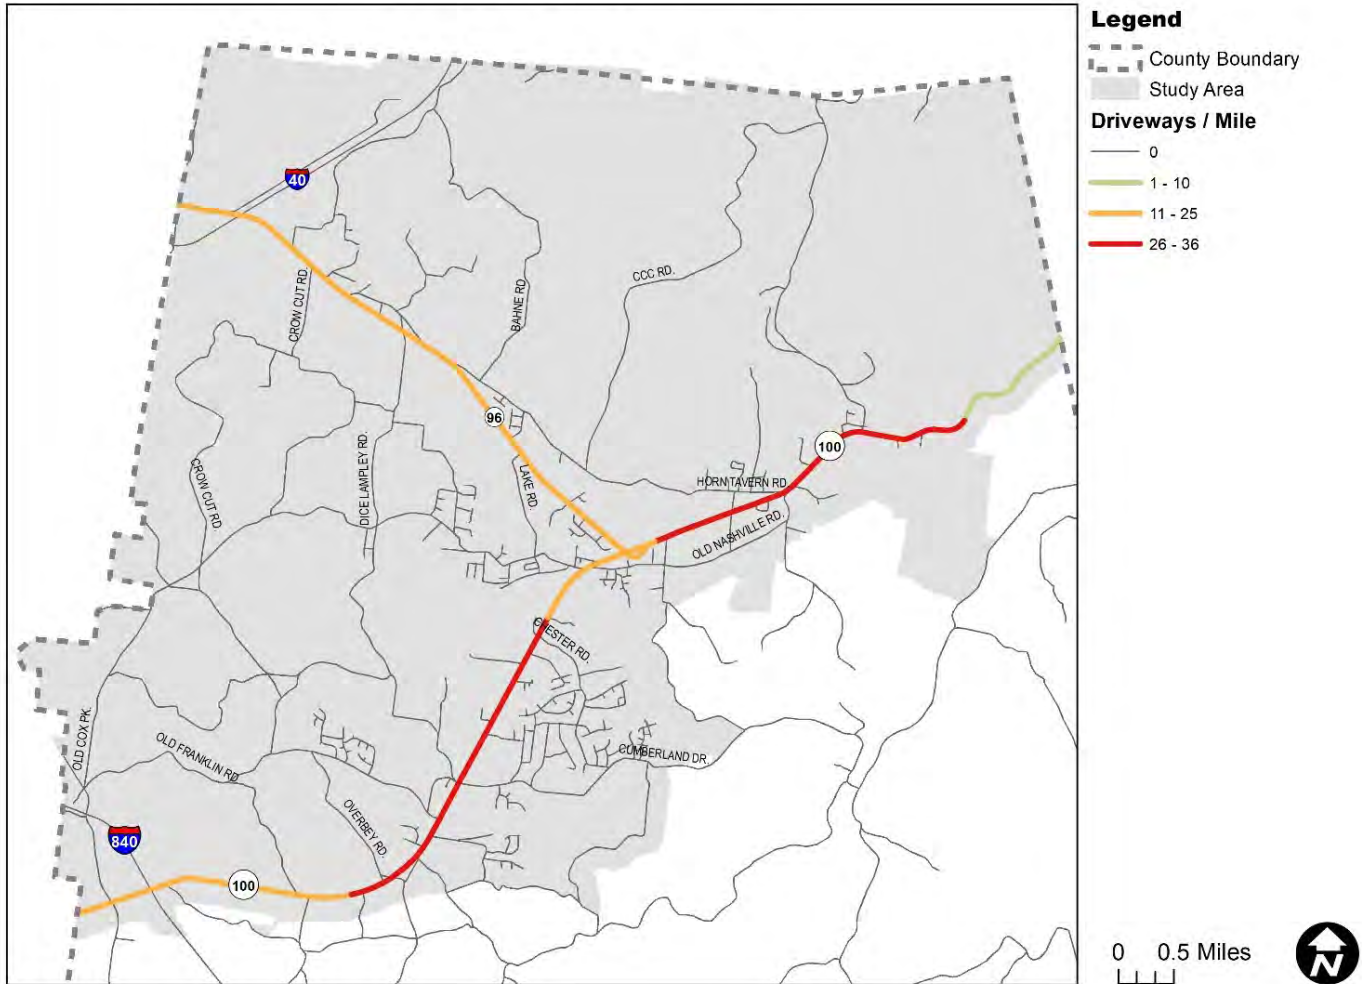 Legend
County Boundary
Study Area
Driveways / Mile
0
1 - 10
11 - 25
26 - 36
40
CROW CUT RD.
BAHNE RD.
CCC RD.
96
100
CROW CUT RD.
DICE LAMPLEY RD.
LAKE RD.
HORN TAVERN RD.
OLD NASHVILLE RD.
CHESTER RD.
OLD COX PK.
OLD FRANKLIN RD.
CUMBERLAND DR.
OVERBEY RD.
840
100
0 0.5 Miles
N